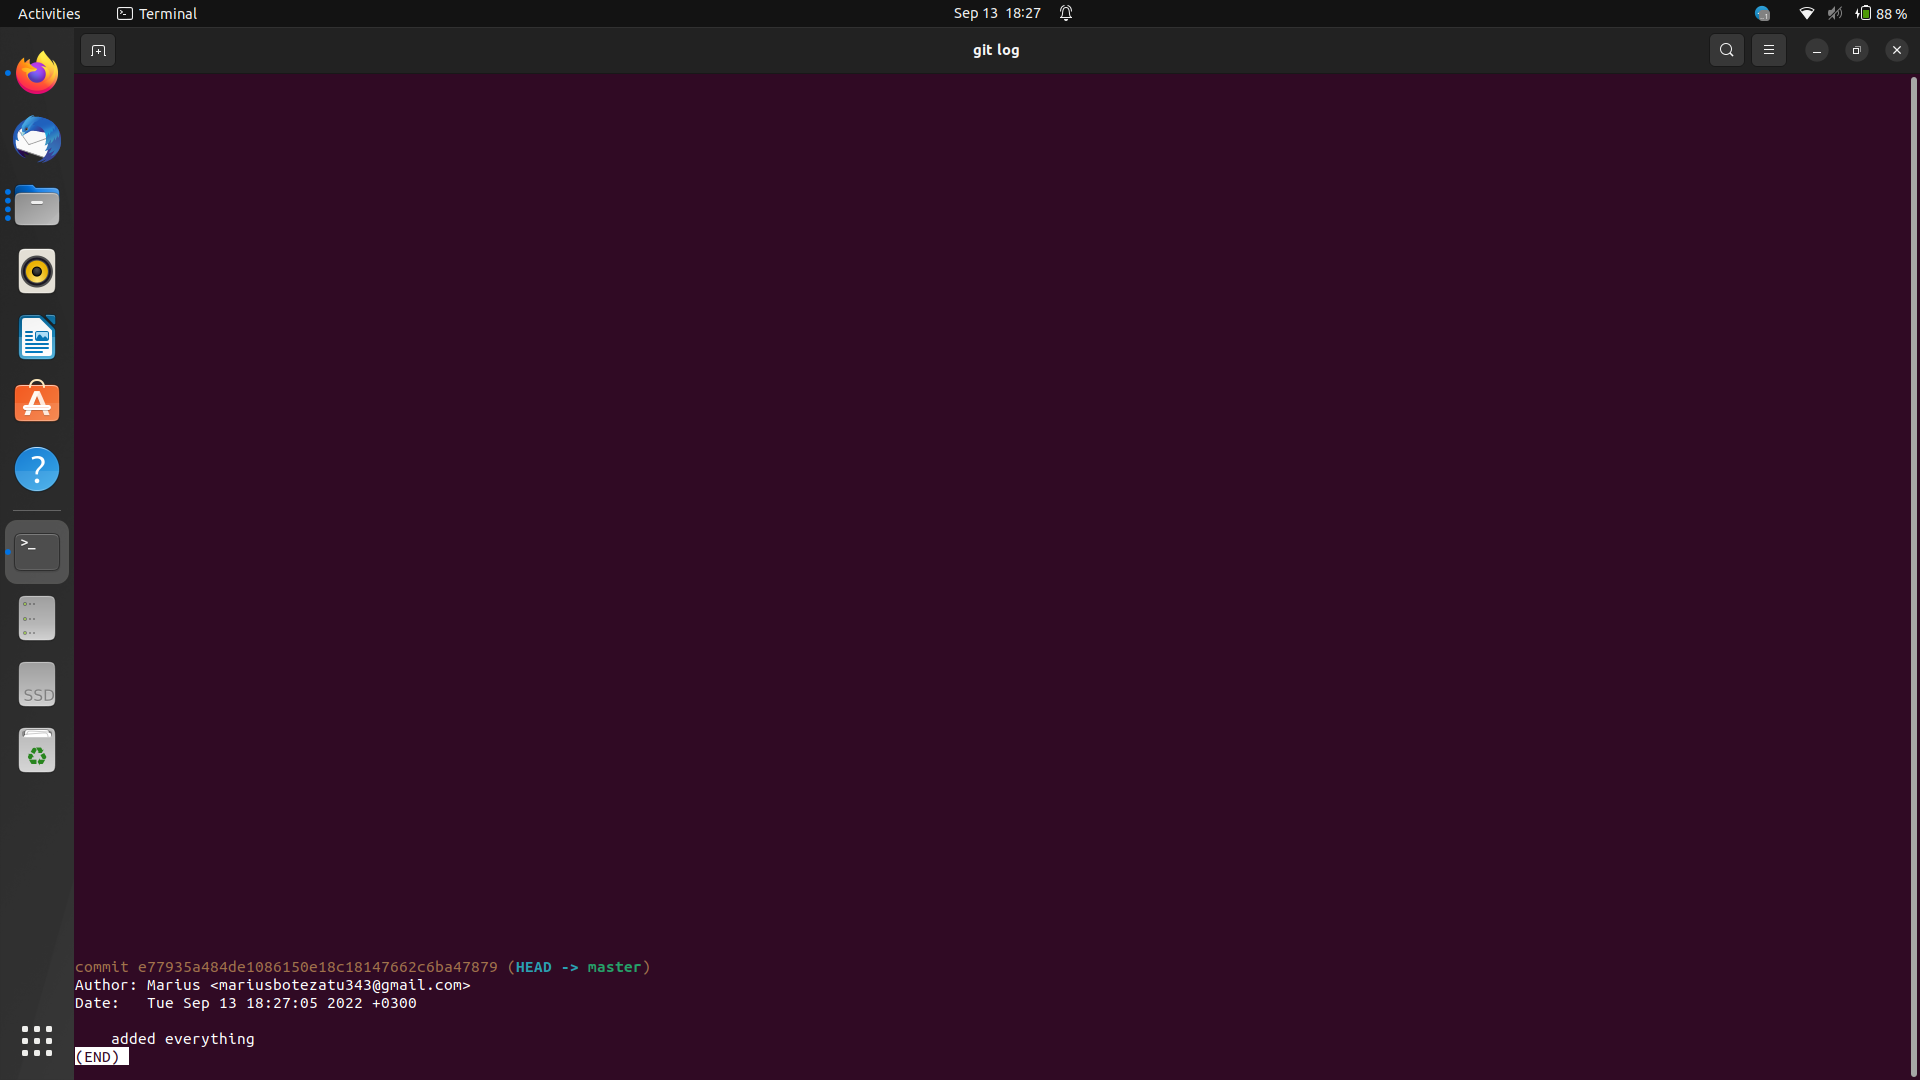 Activities Terminal Sep 13 18:27 88 %
git log
SSD
commit e77935a484de1086150e18c18147662c6ba47879 (HEAD -> master)
Author: Marius <mariusbotezatu343@gmail.com>
Date:   Tue Sep 13 18:27:05 2022 +0300
added everything
(END)